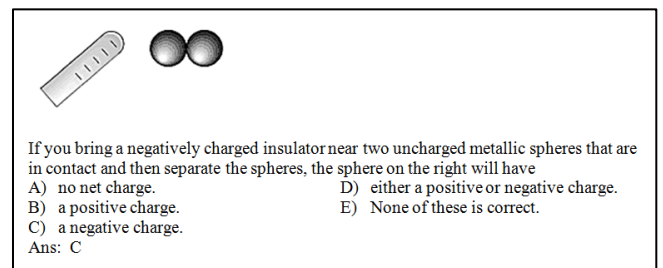 If you bring a negatively charged insulator near two uncharged metallic spheres that are
in contact and then separate the spheres, the sphere on the right will have
A) no net charge. D) either a positive or negative charge.
B) a positive charge. E) None of these is correct.
C) a negative charge.
Ans: C